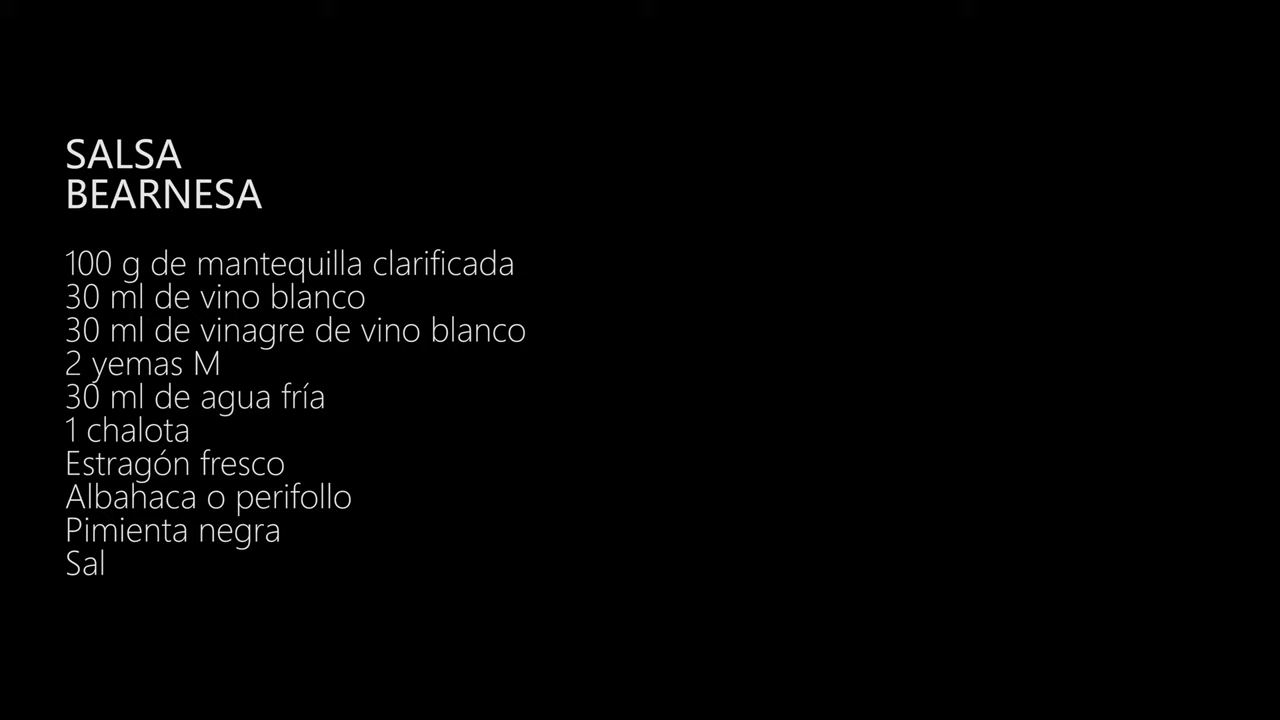 SALSA
BEARNESA
100 g de mantequilla clarificada
30 ml de vino blanco
30 ml de vinagre de vino blanco
2 yemas M
30 ml de agua fría
1 chalota
Estragón fresco
Albahaca o perifollo
Pimienta negra
Sal